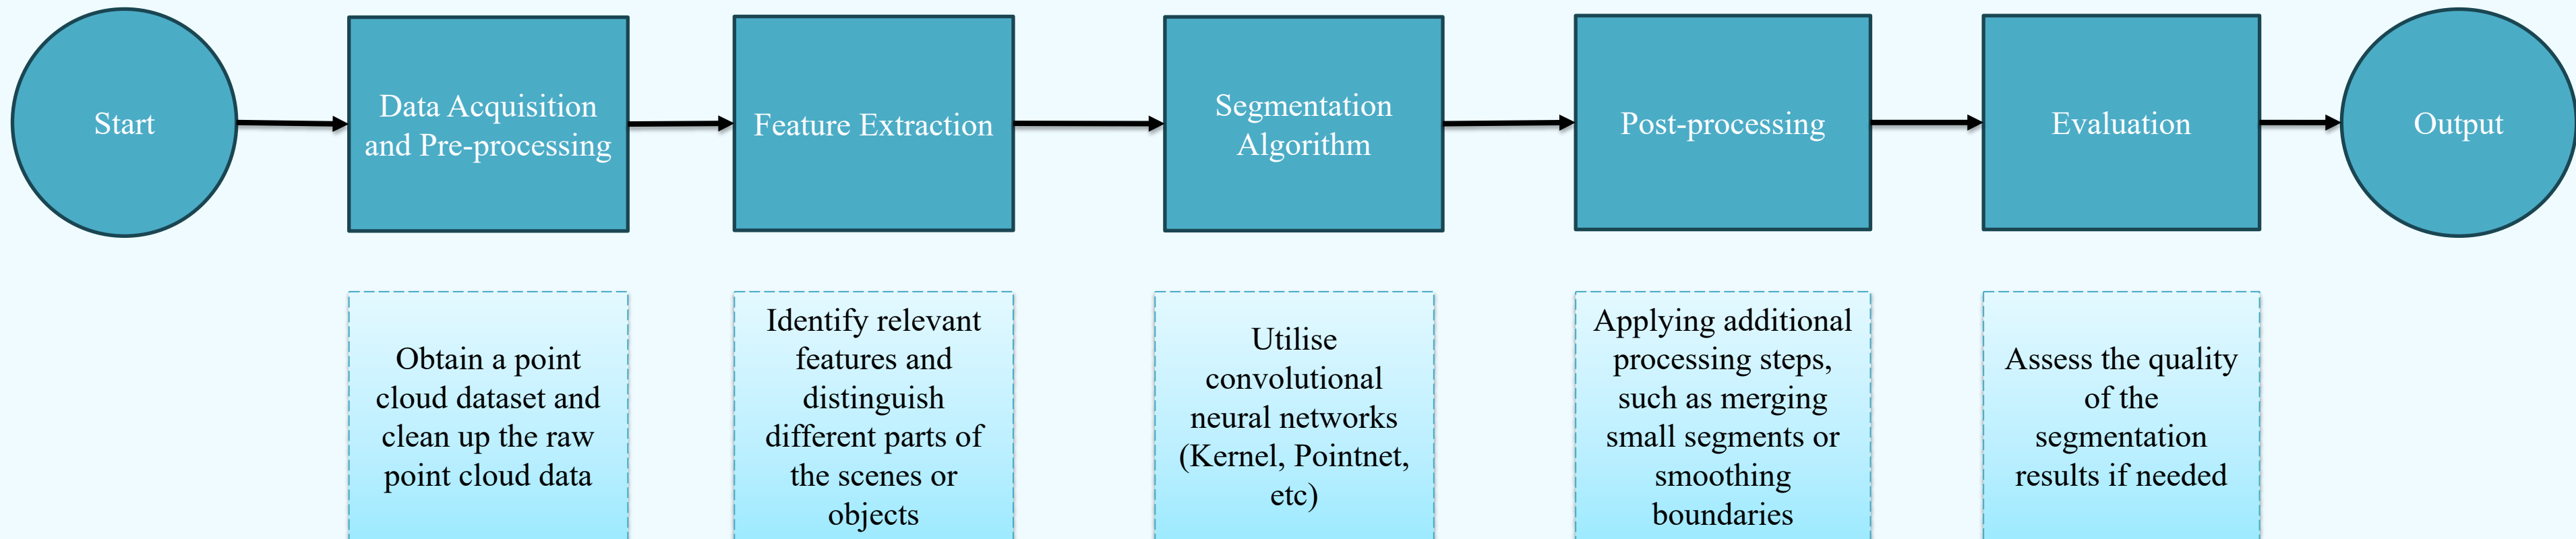 Start
Data Acquisition
and Pre-processing
Feature Extraction
Segmentation
Algorithm
Post-processing
Evaluation
Output
Obtain a point
cloud dataset and
clean up the raw
point cloud data
Identify relevant
features and
distinguish
different parts of
the scenes or
objects
Utilise
convolutional
neural networks
(Kernel, Pointnet,
etc)
Applying additional
processing steps,
such as merging
small segments or
smoothing
boundaries
Assess the quality
of the
segmentation
results if needed